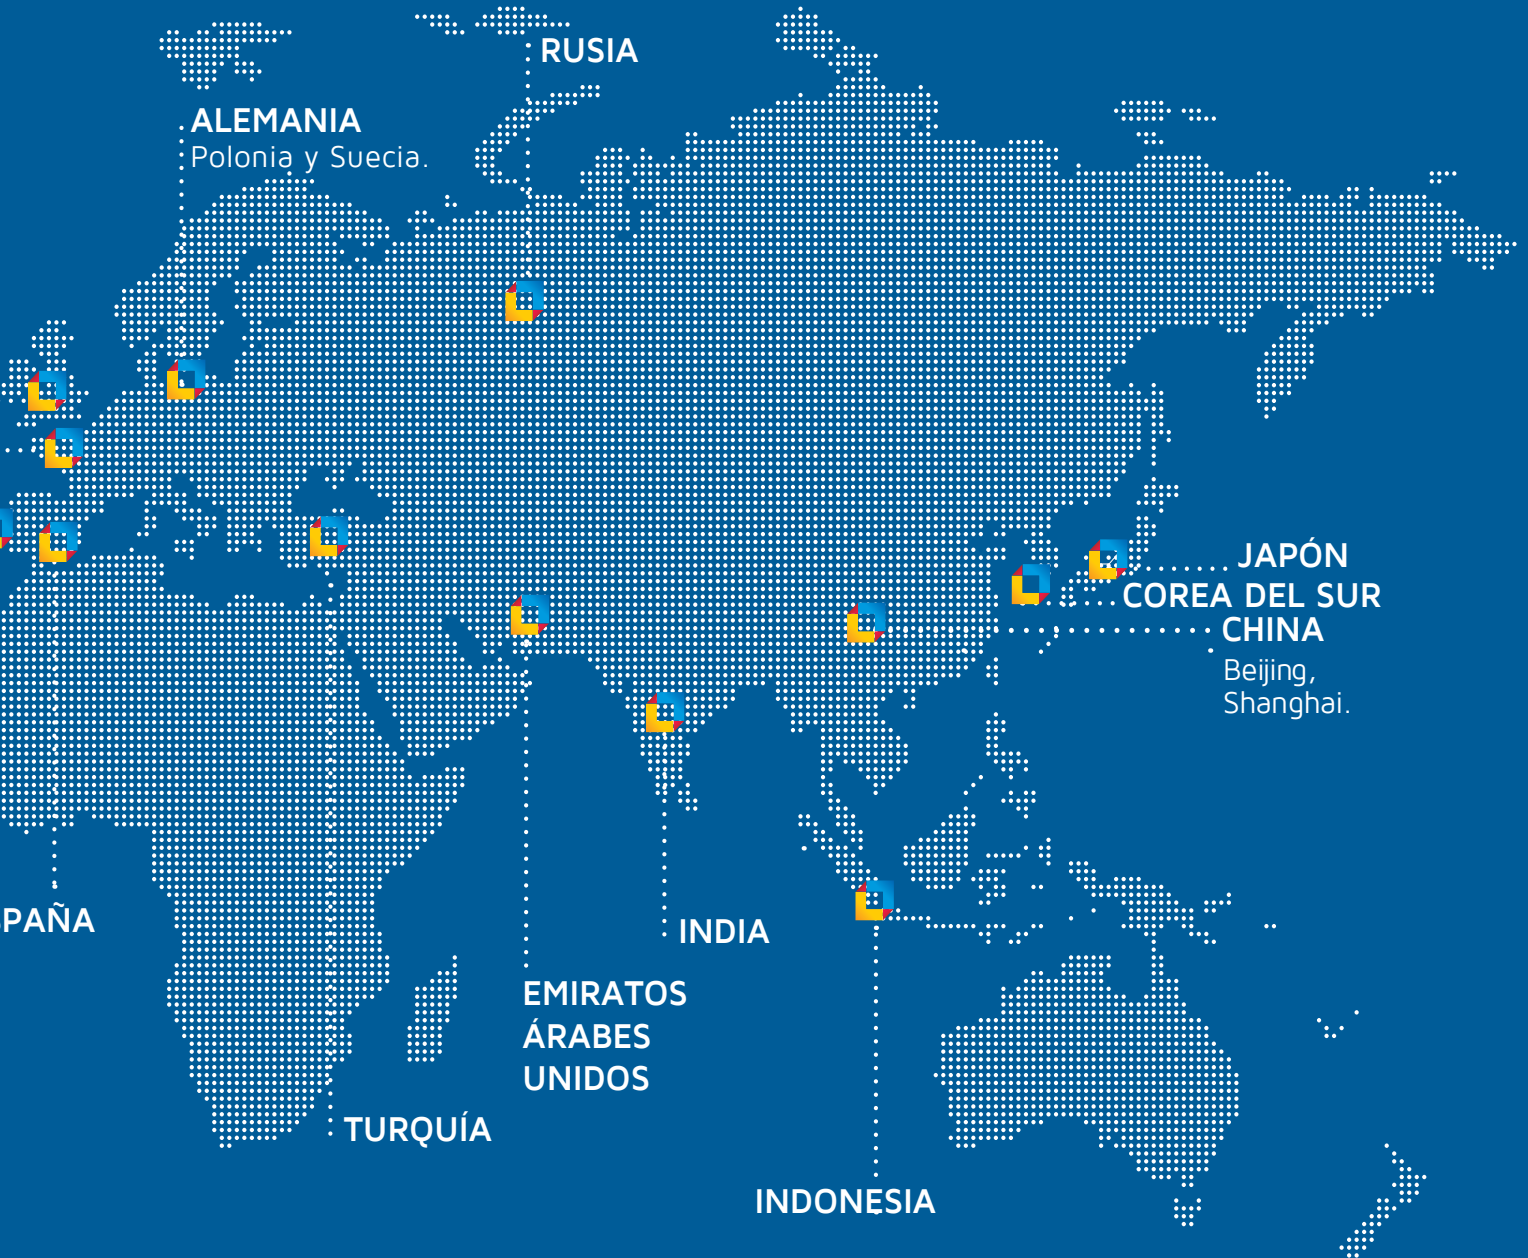 RUSIA
ALEMANIA
Polonia y Suecia.
JAPÓN
COREA DEL SUR
CHINA
Beijing,
Shanghai.
PAÑA
INDIA
EMIRATOS
ÁRABES
UNIDOS
TURQUÍA
INDONESIA